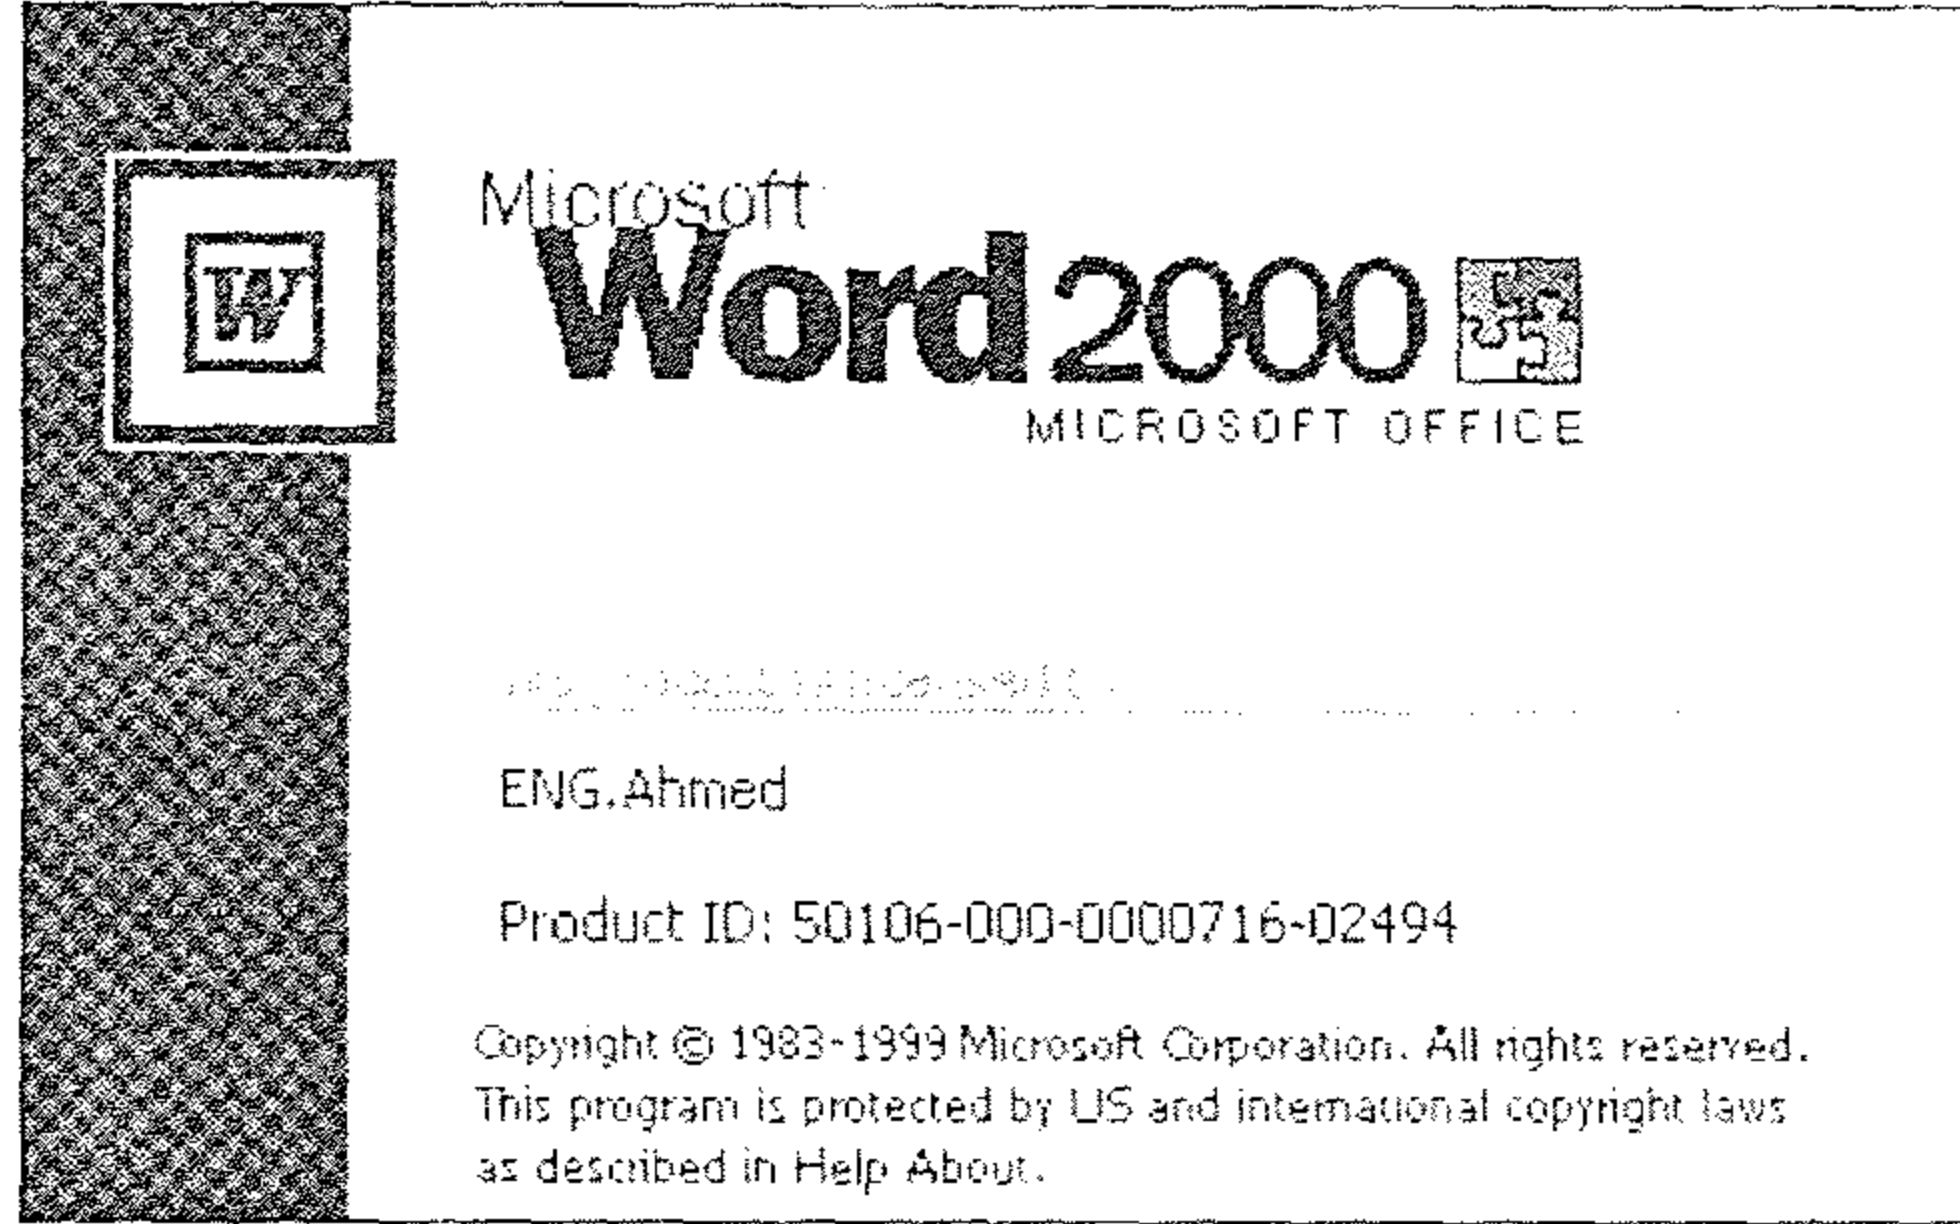 W
Microsoft
Word 2000
MICROSOFT OFFICE
ENG.Ahmed
Product ID: 50106-000-0000716-02494
Copyright © 1983-1999 Microsoft Corporation. All rights reserved.
This program is protected by US and international copyright laws
as described in Help About.